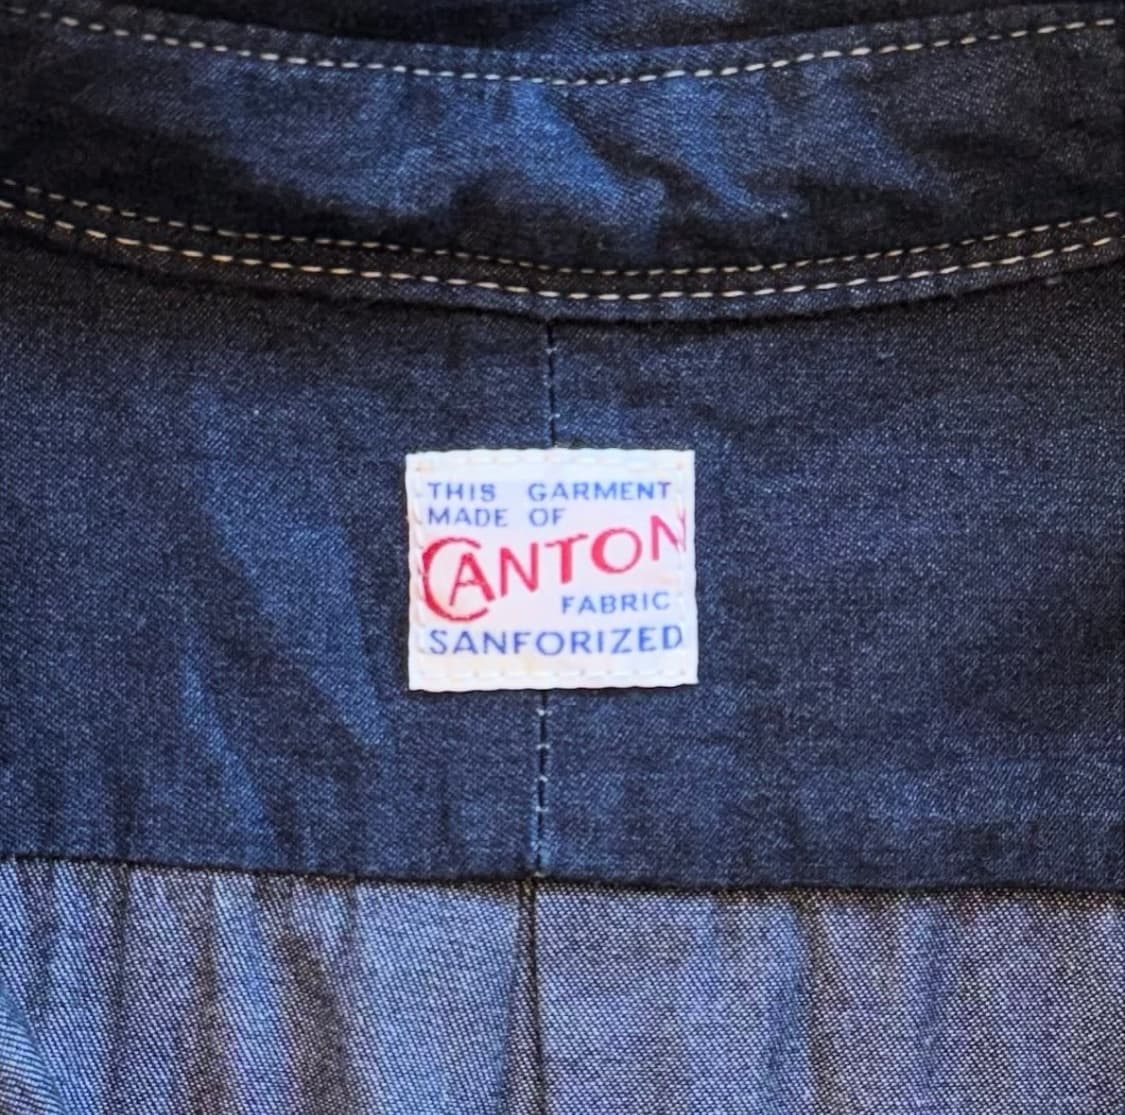 THIS GARMENT
MADE OF
CANTON
FABRIC
SANFORIZED